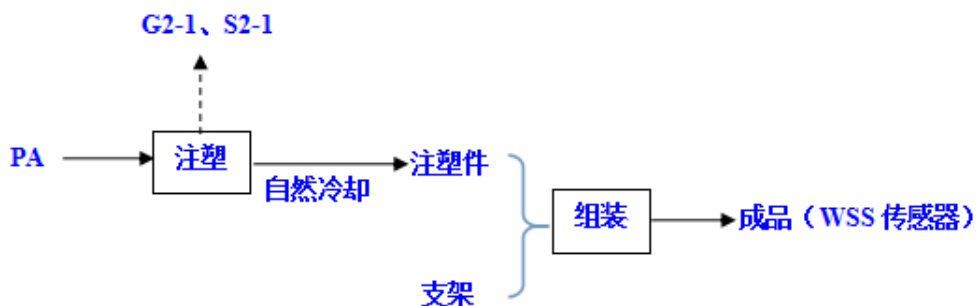 G2-1、S2-1
PA
注塑
自然冷却
注塑件
组装
成品（WSS 传感器）
支架